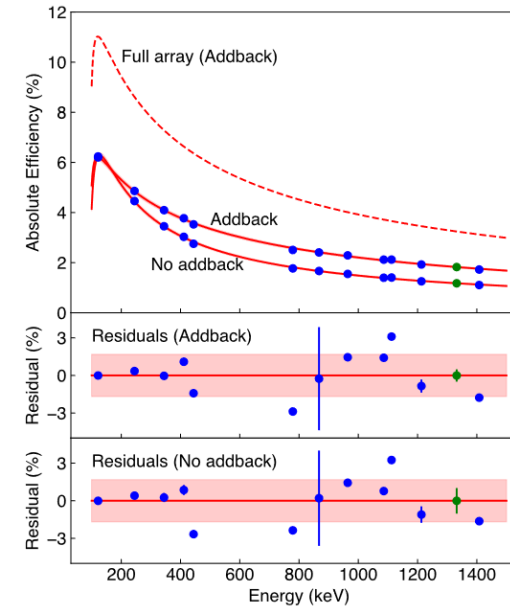 12
10
8
6
4
2
0
Absolute Efficiency (%)
Full array (Addback)
Addback
No addback
3
0
−3
Residual (%)
Residuals (Addback)
3
0
−3
Residual (%)
Residuals (No addback)
200 400 600 800 1000 1200 1400
Energy (keV)